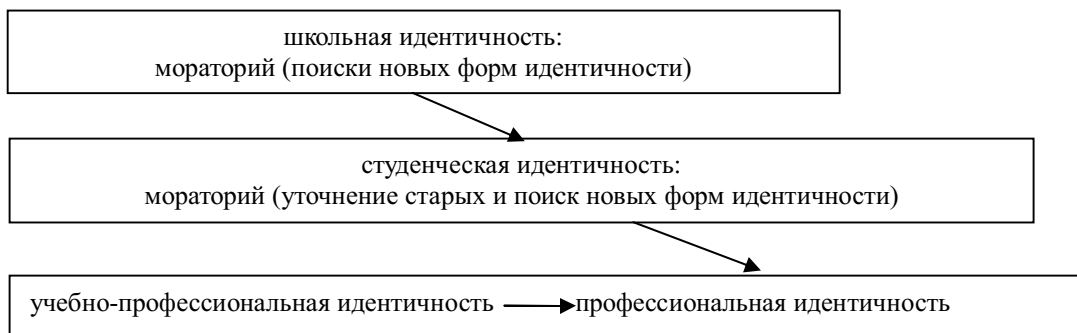 школьная идентичность:
мораторий (поиски новых форм идентичности)
студенческая идентичность:
мораторий (уточнение старых и поиск новых форм идентичности)
учебно-профессиональная идентичность профессиональная идентичность